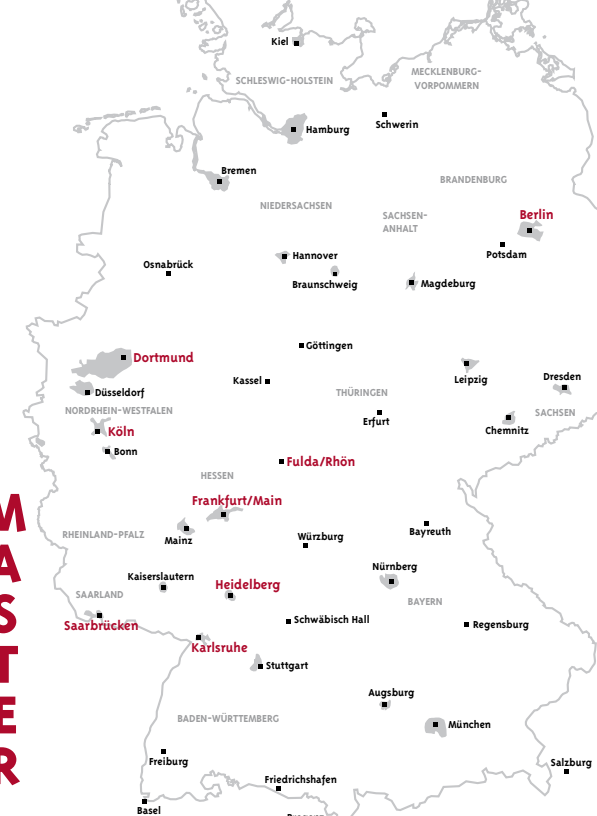 Kiel
SCHLESWIG-HOLSTEIN
MECKLENBURG-
VORPOMMERN
Hamburg
Schwerin
Bremen
BRANDENBURG
NIEDERSACHSEN
SACHSEN-
ANHALT
Berlin
Potsdam
Hannover
Osnabrück
Braunschweig
Magdeburg
Göttingen
Dortmund
Kassel
Leipzig
Dresden
Düsseldorf
THÜRINGEN
NORDRHEIN-WESTFALEN
Erfurt
SACHSEN
Köln
Chemnitz
Bonn
Fulda/Rhön
HESSEN
Frankfurt/Main
RHEINLAND-PFALZ
Mainz
Würzburg
Bayreuth
Kaiserslautern
Nürnberg
SAARLAND
Heidelberg
BAYERN
Saarbrücken
Schwäbisch Hall
Regensburg
Karlsruhe
Stuttgart
Augsburg
BADEN-WÜRTTEMBERG
München
Freiburg
Salzburg
Friedrichshafen
Basel
M
A
S
T
E
R